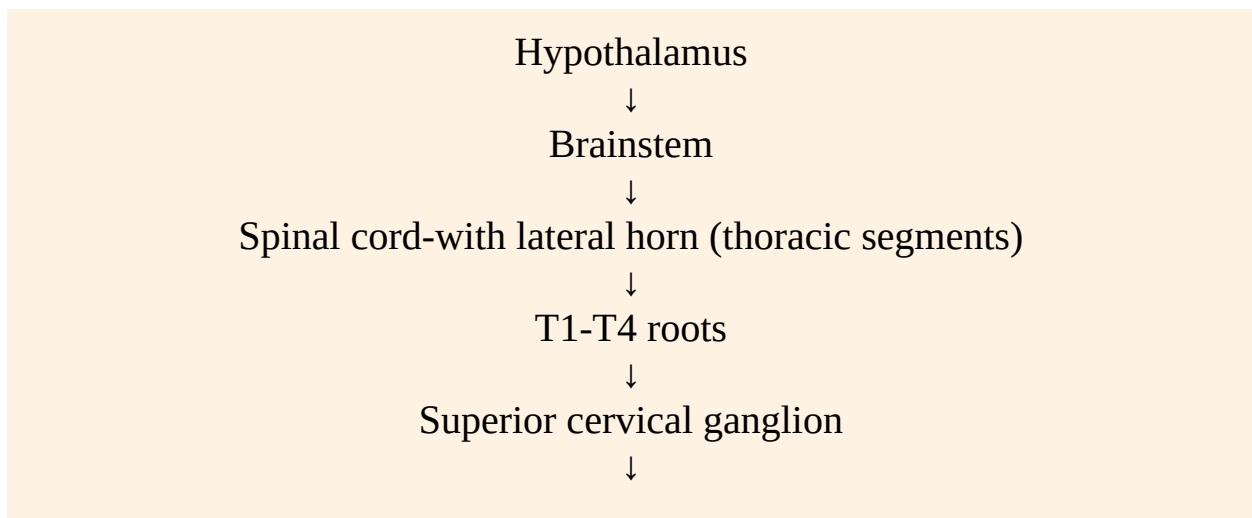 Hypothalamus
↓
Brainstem
↓
Spinal cord-with lateral horn (thoracic segments)
↓
T1-T4 roots
↓
Superior cervical ganglion
↓